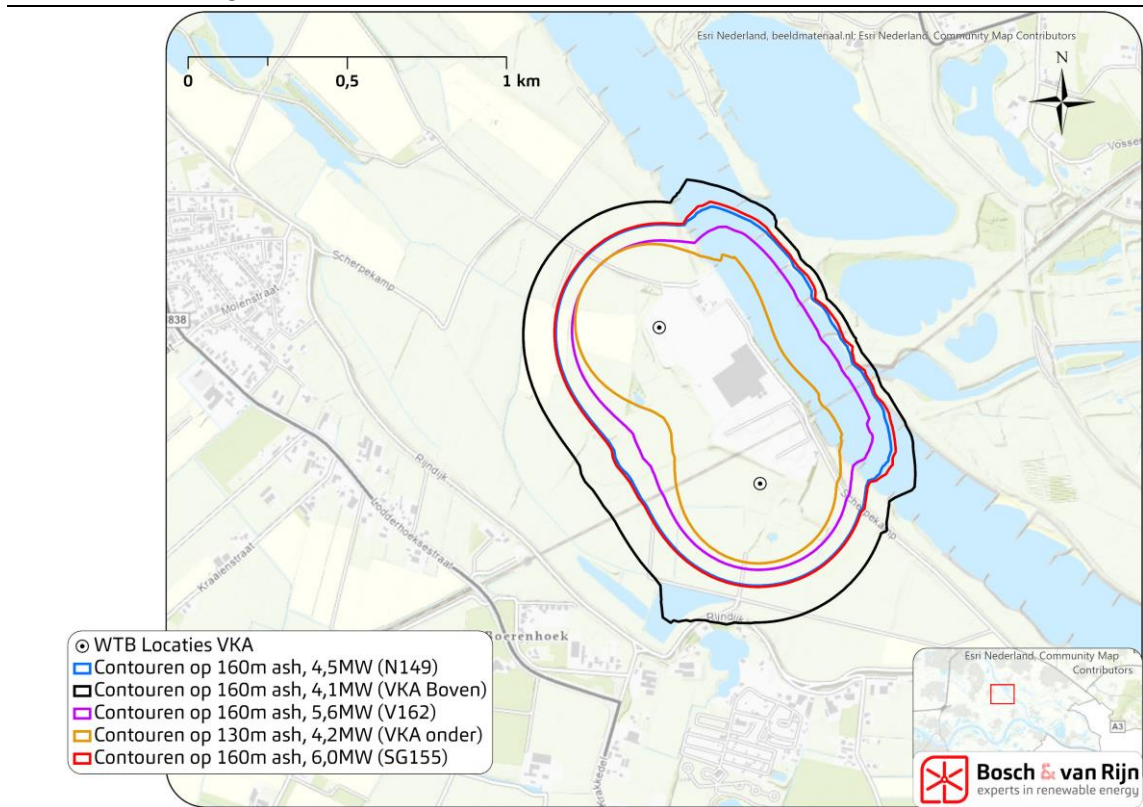 Esri Nederland, beeldmateriaal.nl; Esri Nederland, Community Map Contributors
0
0,5
1 km
N
Scherpekamp
Molenstraat
838
Rijndijk
Lodderhoeksestraat
Kraaienstraat
Scherpekamp
Rijndijk
Boerenhoek
WTB Locaties VKA
Contouren op 160m ash, 4,5MW (N149)
Contouren op 160m ash, 4,1MW (VKA Boven)
Contouren op 160m ash, 5,6MW (V162)
Contouren op 130m ash, 4,2MW (VKA onder)
Contouren op 160m ash, 6,0MW (SG155)
Esri Nederland, Community Map
Contributors
A3
Bosch & van Rijn
experts in renewable energy